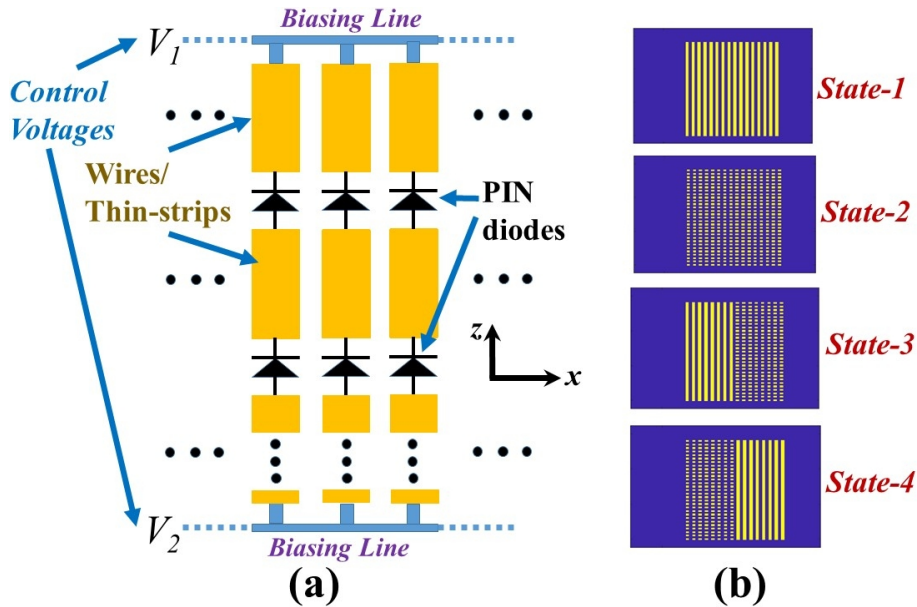 Biasing Line
V1
Control
Voltages
Wires/
Thin-strips
PIN
diodes
z
x
V2
Biasing Line
(a)
State-1
State-2
State-3
State-4
(b)